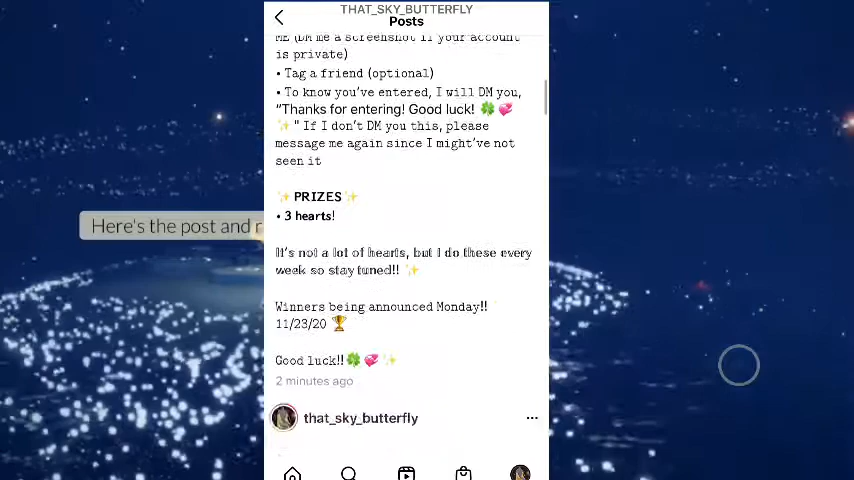 THAT_SKY_BUTTERFLY
Posts
ME (DM me a screenshot if your account
is private)
• Tag a friend (optional)
• To know you've entered, I will DM you,
"Thanks for entering! Good luck! 🍀 💞
✨ " If I don't DM you this, please
message me again since I might've not
seen it
✨ PRIZES ✨
• 3 hearts!
Here's the post and r
It's not a lot of hearts, but I do these every
week so stay tuned!! ✨
Winners being announced Monday!!
11/23/20 🏆
Good luck!!🍀 💞 ✨
2 minutes ago
that_sky_butterfly